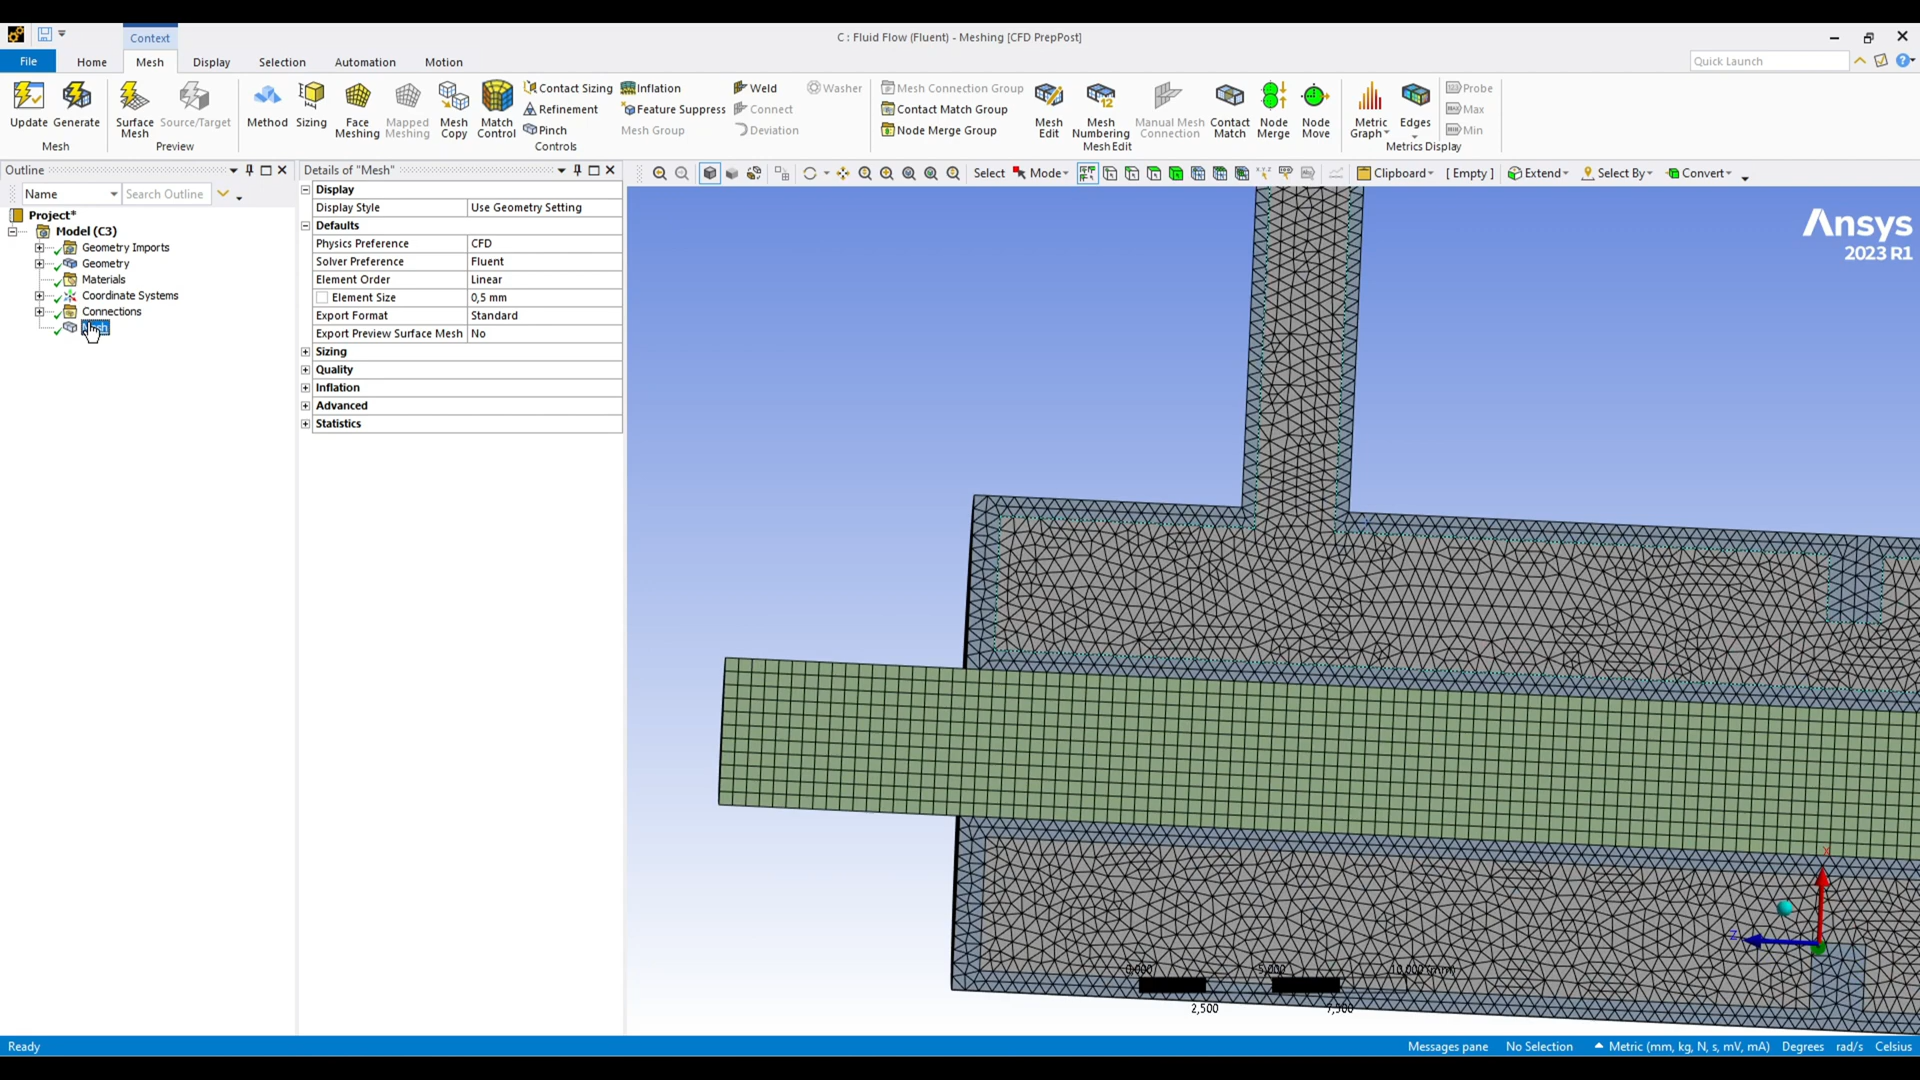 Context
C : Fluid Flow (Fluent) - Meshing [CFD PrepPost]
File Home Mesh Display Selection Automation Motion
Quick Launch
Update Generate
Mesh
Surface Mesh Source/Target
Preview
Method Sizing Face Meshing Mapped Meshing Mesh Copy Match Control
Contact Sizing Inflation Weld Washer
Refinement Feature Suppress Connect
Pinch Mesh Group Deviation
Controls
Mesh Connection Group
Contact Match Group
Node Merge Group
Mesh Edit Mesh Numbering Manual Mesh Connection Contact Match Node Merge Node Move
Mesh Edit
Metric Graph Edges
Probe
Max
Min
Metrics Display
Outline
Name Search Outline
Project*
Model (C3)
Geometry Imports
Geometry
Materials
Coordinate Systems
Connections
Mesh
Details of "Mesh"
Display
Display Style Use Geometry Setting
Defaults
Physics Preference CFD
Solver Preference Fluent
Element Order Linear
Element Size 0,5 mm
Export Format Standard
Export Preview Surface Mesh No
Sizing
Quality
Inflation
Advanced
Statistics
Select Mode Clipboard [ Empty ] Extend Select By Convert
Ansys
2023 R1
X
Z
0,000 5,000 10,000 (mm)
2,500 7,500
Ready
Messages pane No Selection Metric (mm, kg, N, s, mV, mA) Degrees rad/s Celsius